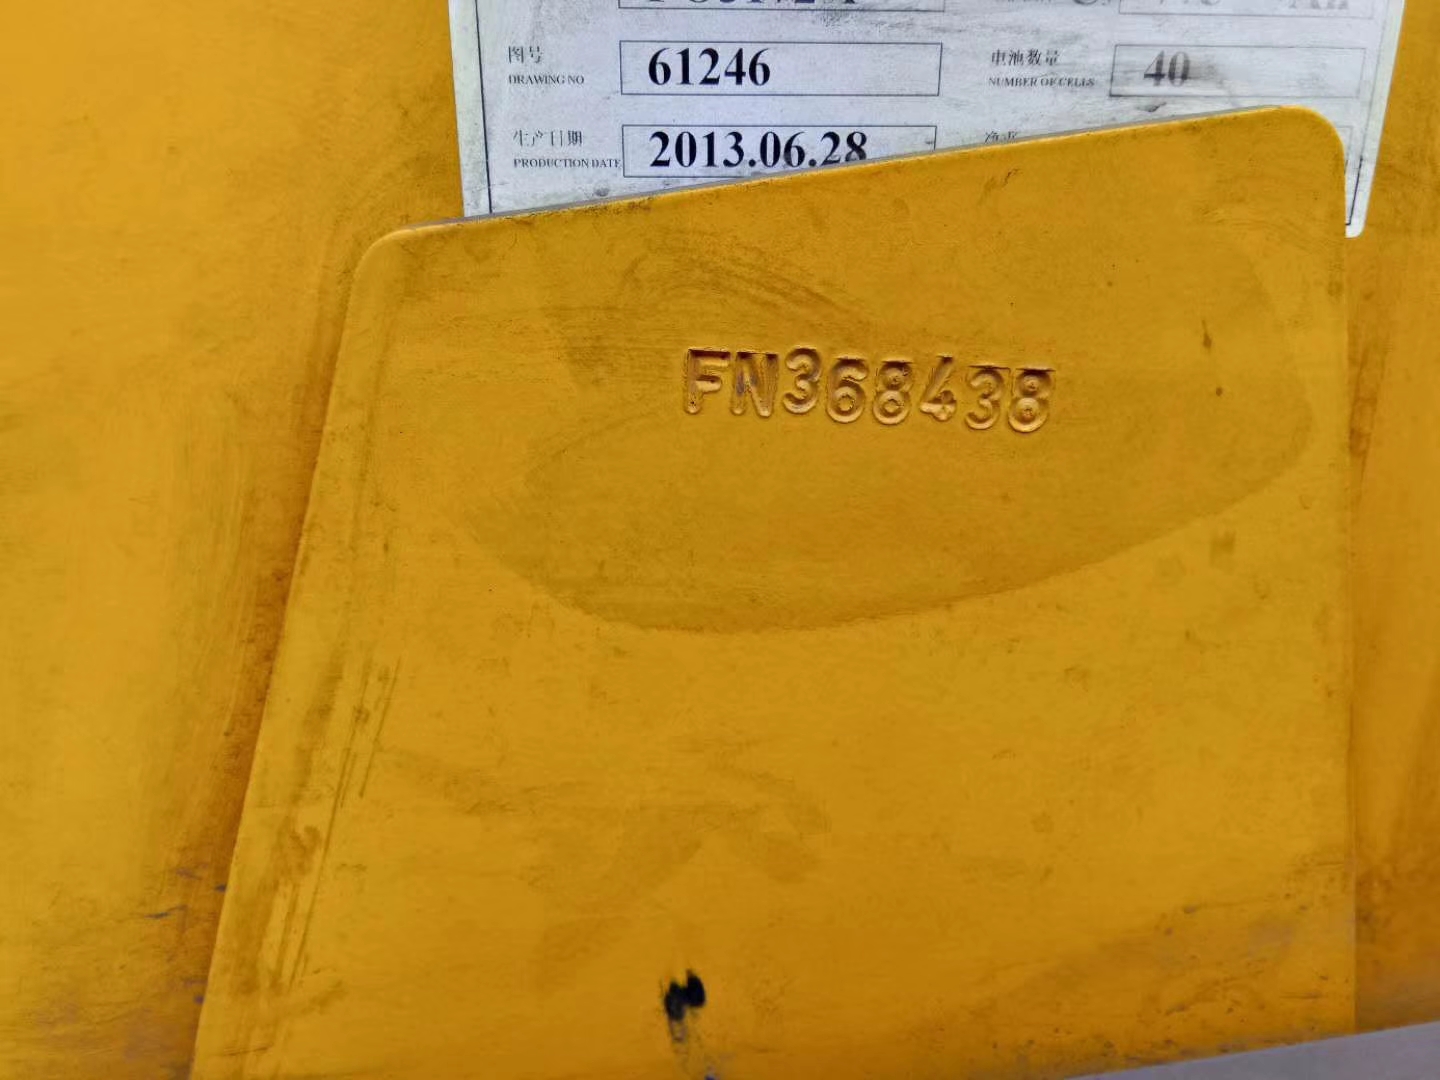 图号 61246 电池数量 40
DRAWING NO NUMBER OF CELLS
生产日期 2013.06.28
PRODUCTION DATE
FN368438